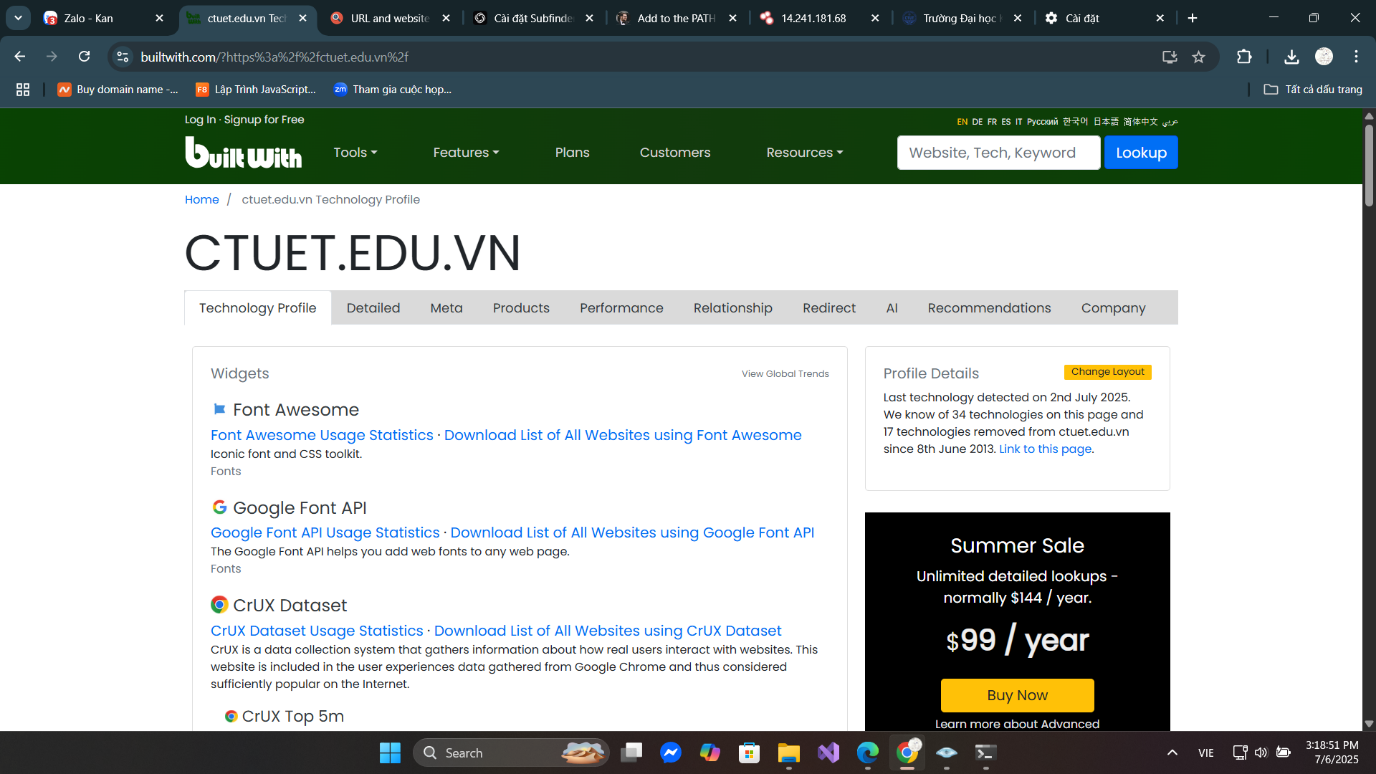 Zalo - Kan
ctuet.edu.vn Tec
URL and website
Cài đặt Subfinde
Add to the PATH
14.241.181.68
Trường Đại học
Cài đặt
builtwith.com/?https%3a%2f%2fctuet.edu.vn%2f
Buy domain name -...
F8
Lập Trình JavaScript...
zm
Tham gia cuộc họp...
Tất cả dấu trang
Log In · Signup for Free
EN DE FR ES IT Русский 한국어 日本語 简体中文 عربي
built with
Tools
Features
Plans
Customers
Resources
Website, Tech, Keyword
Lookup
Home / ctuet.edu.vn Technology Profile
CTUET.EDU.VN
Technology Profile
Detailed
Meta
Products
Performance
Relationship
Redirect
AI
Recommendations
Company
Widgets
View Global Trends
Font Awesome
Font Awesome Usage Statistics · Download List of All Websites using Font Awesome
Iconic font and CSS toolkit.
Fonts
Google Font API
Google Font API Usage Statistics · Download List of All Websites using Google Font API
The Google Font API helps you add web fonts to any web page.
Fonts
CrUX Dataset
CrUX Dataset Usage Statistics · Download List of All Websites using CrUX Dataset
CrUX is a data collection system that gathers information about how real users interact with websites. This
website is included in the user experiences data gathered from Google Chrome and thus considered
sufficiently popular on the Internet.
CrUX Top 5m
Profile Details
Change Layout
Last technology detected on 2nd July 2025.
We know of 34 technologies on this page and
17 technologies removed from ctuet.edu.vn
since 8th June 2013. Link to this page.
Summer Sale
Unlimited detailed lookups -
normally $144 / year.
$99 / year
Buy Now
Learn more about Advanced
Search
VIE
3:18:51 PM
7/6/2025